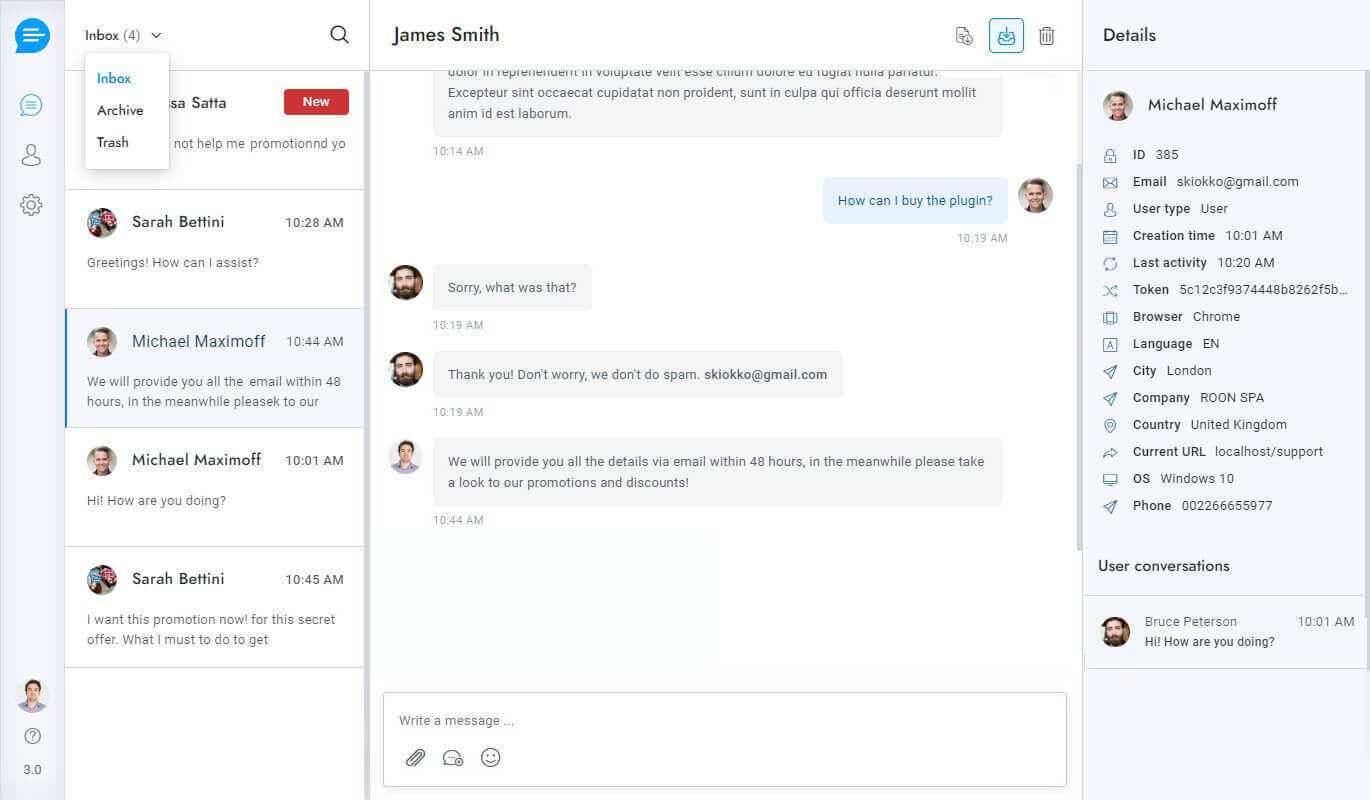 Inbox (4)
Inbox
Archive
Trash
Satta
New
not help me promotionnd yo
Sarah Bettini
10:28 AM
Greetings! How can I assist?
Michael Maximoff
10:44 AM
We will provide you all the email within 48
hours, in the meanwhile pleasek to our
Michael Maximoff
10:01 AM
Hi! How are you doing?
Sarah Bettini
10:45 AM
I want this promotion now! for this secret
offer. What I must to do to get
3.0
James Smith
dolor in reprehenderit in voluptate velit esse cillum dolore eu fugiat nulla pariatur.
Excepteur sint occaecat cupidatat non proident, sunt in culpa qui officia deserunt mollit
anim id est laborum.
10:14 AM
How can I buy the plugin?
10:19 AM
Sorry, what was that?
10:19 AM
Thank you! Don't worry, we don't do spam. skiokko@gmail.com
10:19 AM
We will provide you all the details via email within 48 hours, in the meanwhile please take
a look to our promotions and discounts!
10:44 AM
Write a message ...
Details
Michael Maximoff
ID 385
Email skiokko@gmail.com
User type User
Creation time 10:01 AM
Last activity 10:20 AM
Token 5c12c3f9374448b8262f5b...
Browser Chrome
A Language EN
City London
Company ROON SPA
Country United Kingdom
Current URL localhost/support
OS Windows 10
Phone 002266655977
User conversations
Bruce Peterson
10:01 AM
Hi! How are you doing?